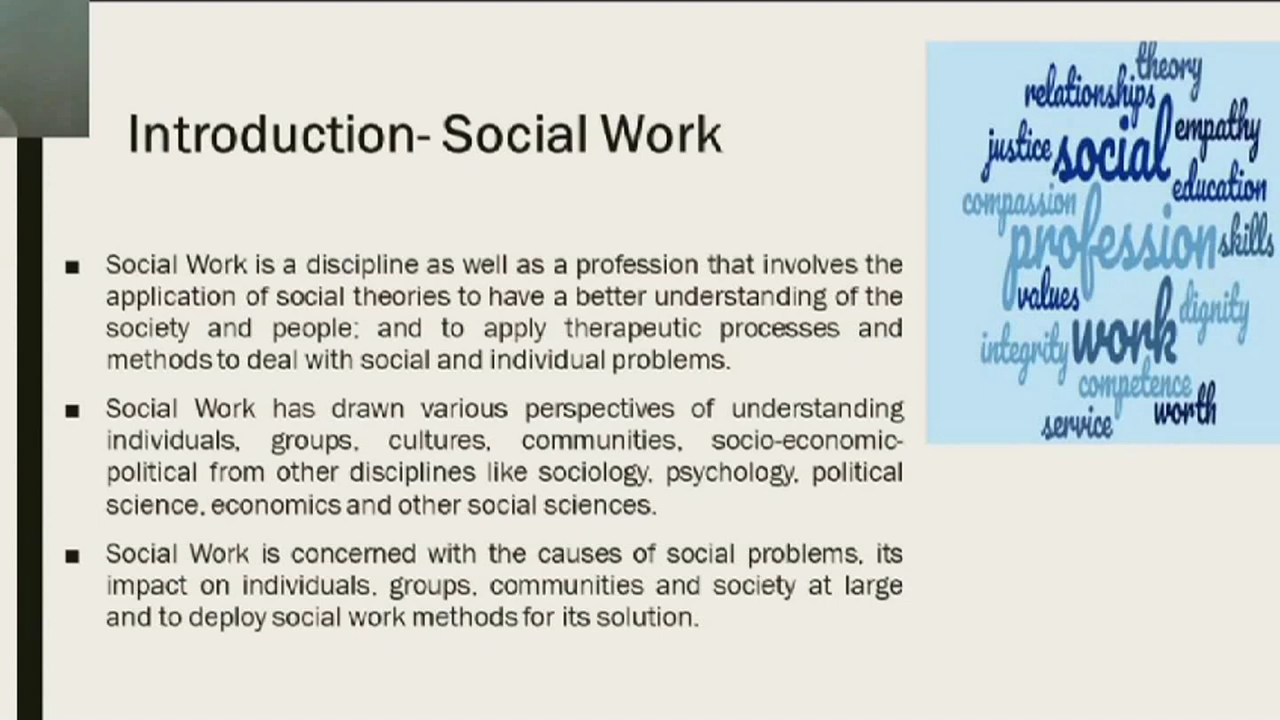 Introduction- Social Work
■ Social Work is a discipline as well as a profession that involves the
application of social theories to have a better understanding of the
society and people; and to apply therapeutic processes and
methods to deal with social and individual problems.
■ Social Work has drawn various perspectives of understanding
individuals, groups, cultures, communities, socio-economic-
political from other disciplines like sociology, psychology, political
science, economics and other social sciences.
■ Social Work is concerned with the causes of social problems, its
impact on individuals, groups, communities and society at large
and to deploy social work methods for its solution.
theory
relationships
empathy
justice social
education
compassion
profession skills
values
dignity
integrity work
competence
worth
service